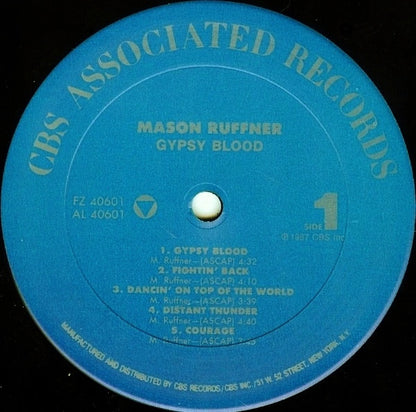 CBS ASSOCIATED RECORDS
MASON RUFFNER
GYPSY BLOOD
FZ 40601
AL 40601
SIDE 1
℗ 1987 CBS Inc.
1. GYPSY BLOOD
M. Ruffner–(ASCAP) 4:32
2. FIGHTIN' BACK
M. Ruffner–(ASCAP) 4:10
3. DANCIN' ON TOP OF THE WORLD
M. Ruffner–(ASCAP) 3:39
4. DISTANT THUNDER
M. Ruffner–(ASCAP) 4:40
5. COURAGE
M. Ruffner–(ASCAP)
MANUFACTURED AND DISTRIBUTED BY CBS RECORDS/CBS INC./51 W. 52 STREET, NEW YORK, N.Y.